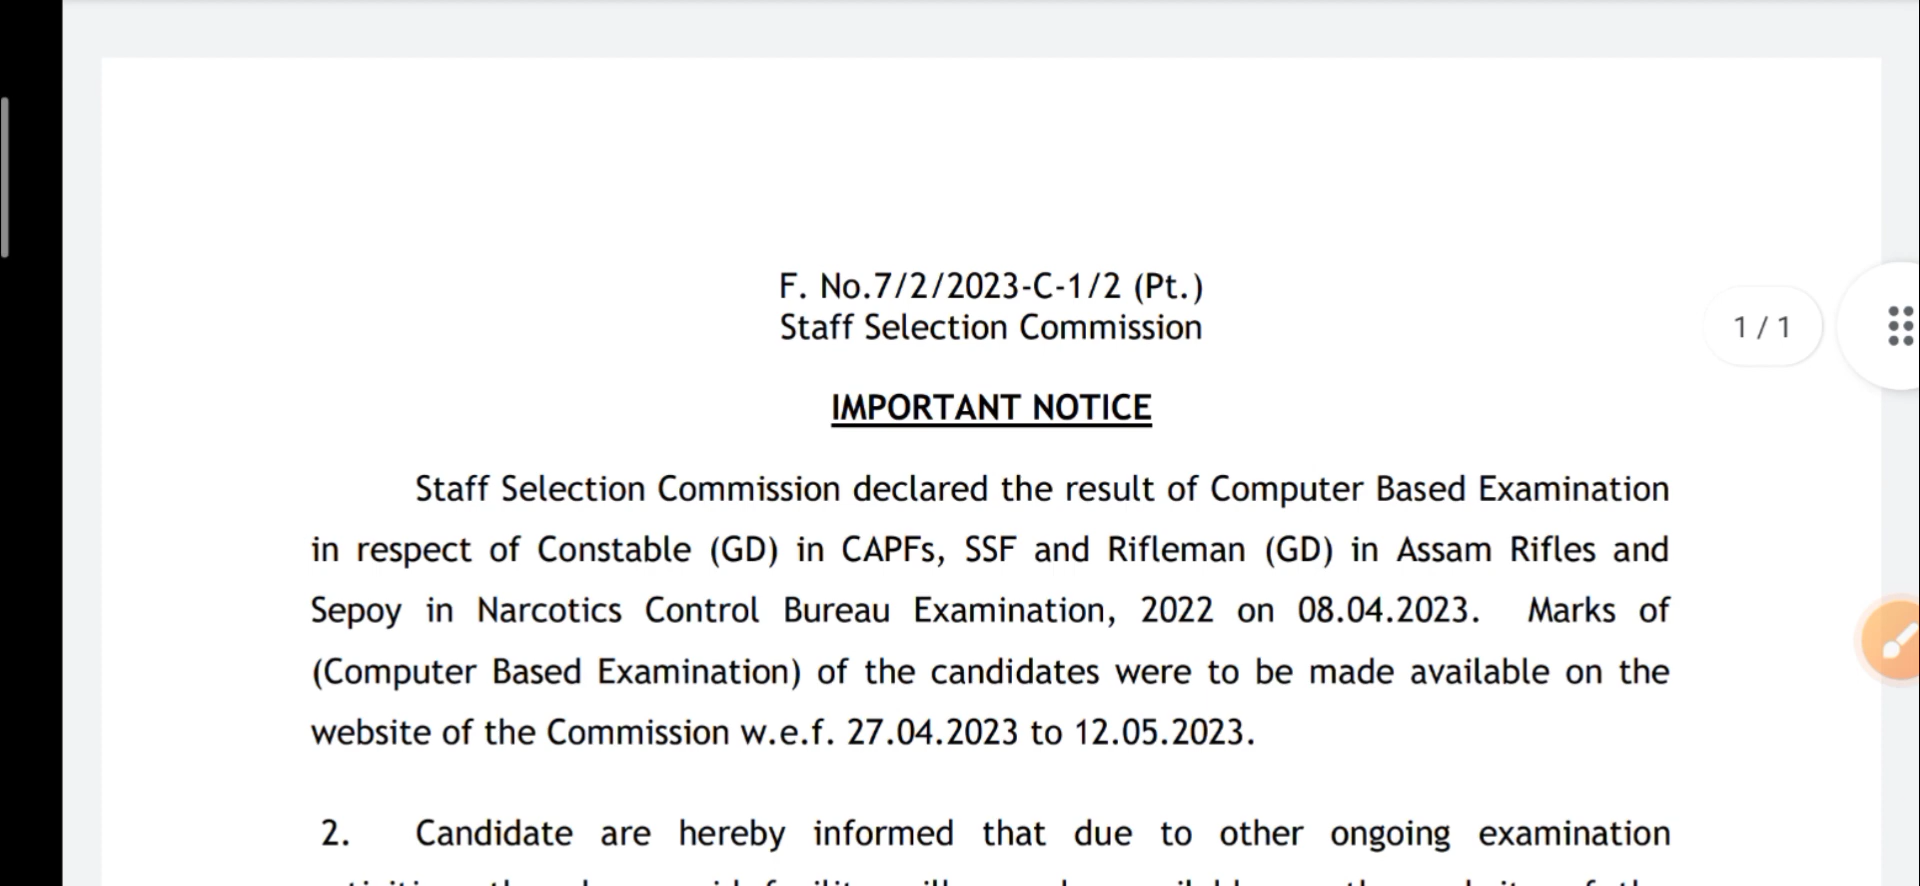 F. No.7/2/2023-C-1/2 (Pt.)
Staff Selection Commission
1 / 1
IMPORTANT NOTICE
Staff Selection Commission declared the result of Computer Based Examination
in respect of Constable (GD) in CAPFs, SSF and Rifleman (GD) in Assam Rifles and
Sepoy in Narcotics Control Bureau Examination, 2022 on 08.04.2023. Marks of
(Computer Based Examination) of the candidates were to be made available on the
website of the Commission w.e.f. 27.04.2023 to 12.05.2023.
2. Candidate are hereby informed that due to other ongoing examination